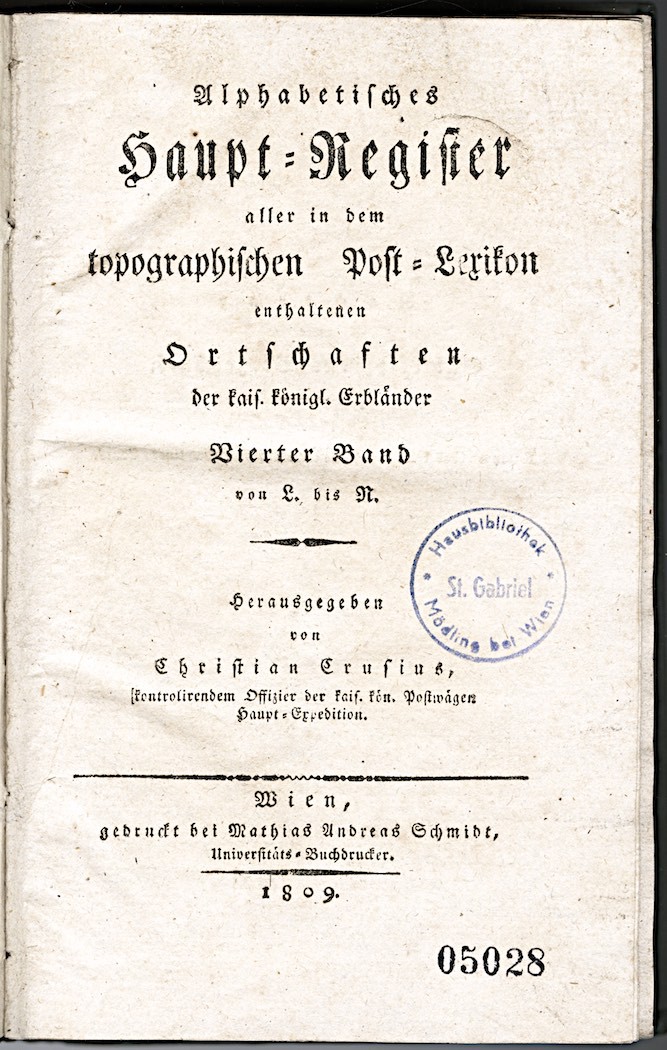 Alphabetisches
Haupt=Register
aller in dem
topographischen Post=Lexikon
enthaltenen
Ortschaften
der kais. königl. Erbländer
Vierter Band
von L. bis N.
Hausbibliothek
St. Gabriel
Mödling bei Wien
Herausgegeben
von
Christian Crusius,
kontrolirendem Offizier der kais. kön. Postwägen
Haupt=Expedition.
Wien,
gedruckt bei Mathias Andreas Schmidt,
Universitäts=Buchdrucker.
1809.
05028